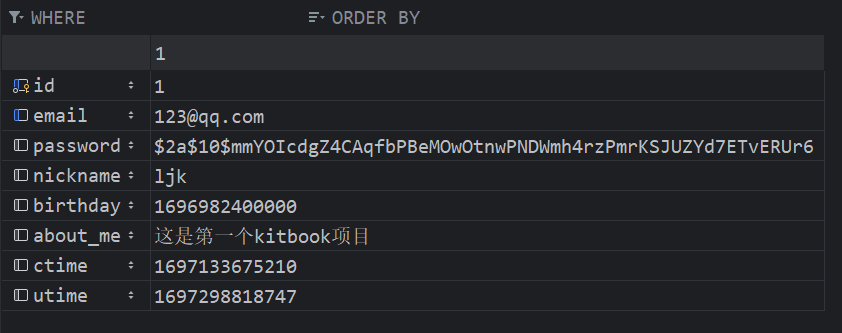 WHERE ORDER BY
1
id 1
email 123@qq.com
password $2a$10$mmYOIcdgZ4CAqfbPBeMOwOtnwPNDWmh4rzPmrKSJUZYd7ETvERUr6
nickname ljk
birthday 1696982400000
about_me 这是第一个kitbook项目
ctime 1697133675210
utime 1697298818747